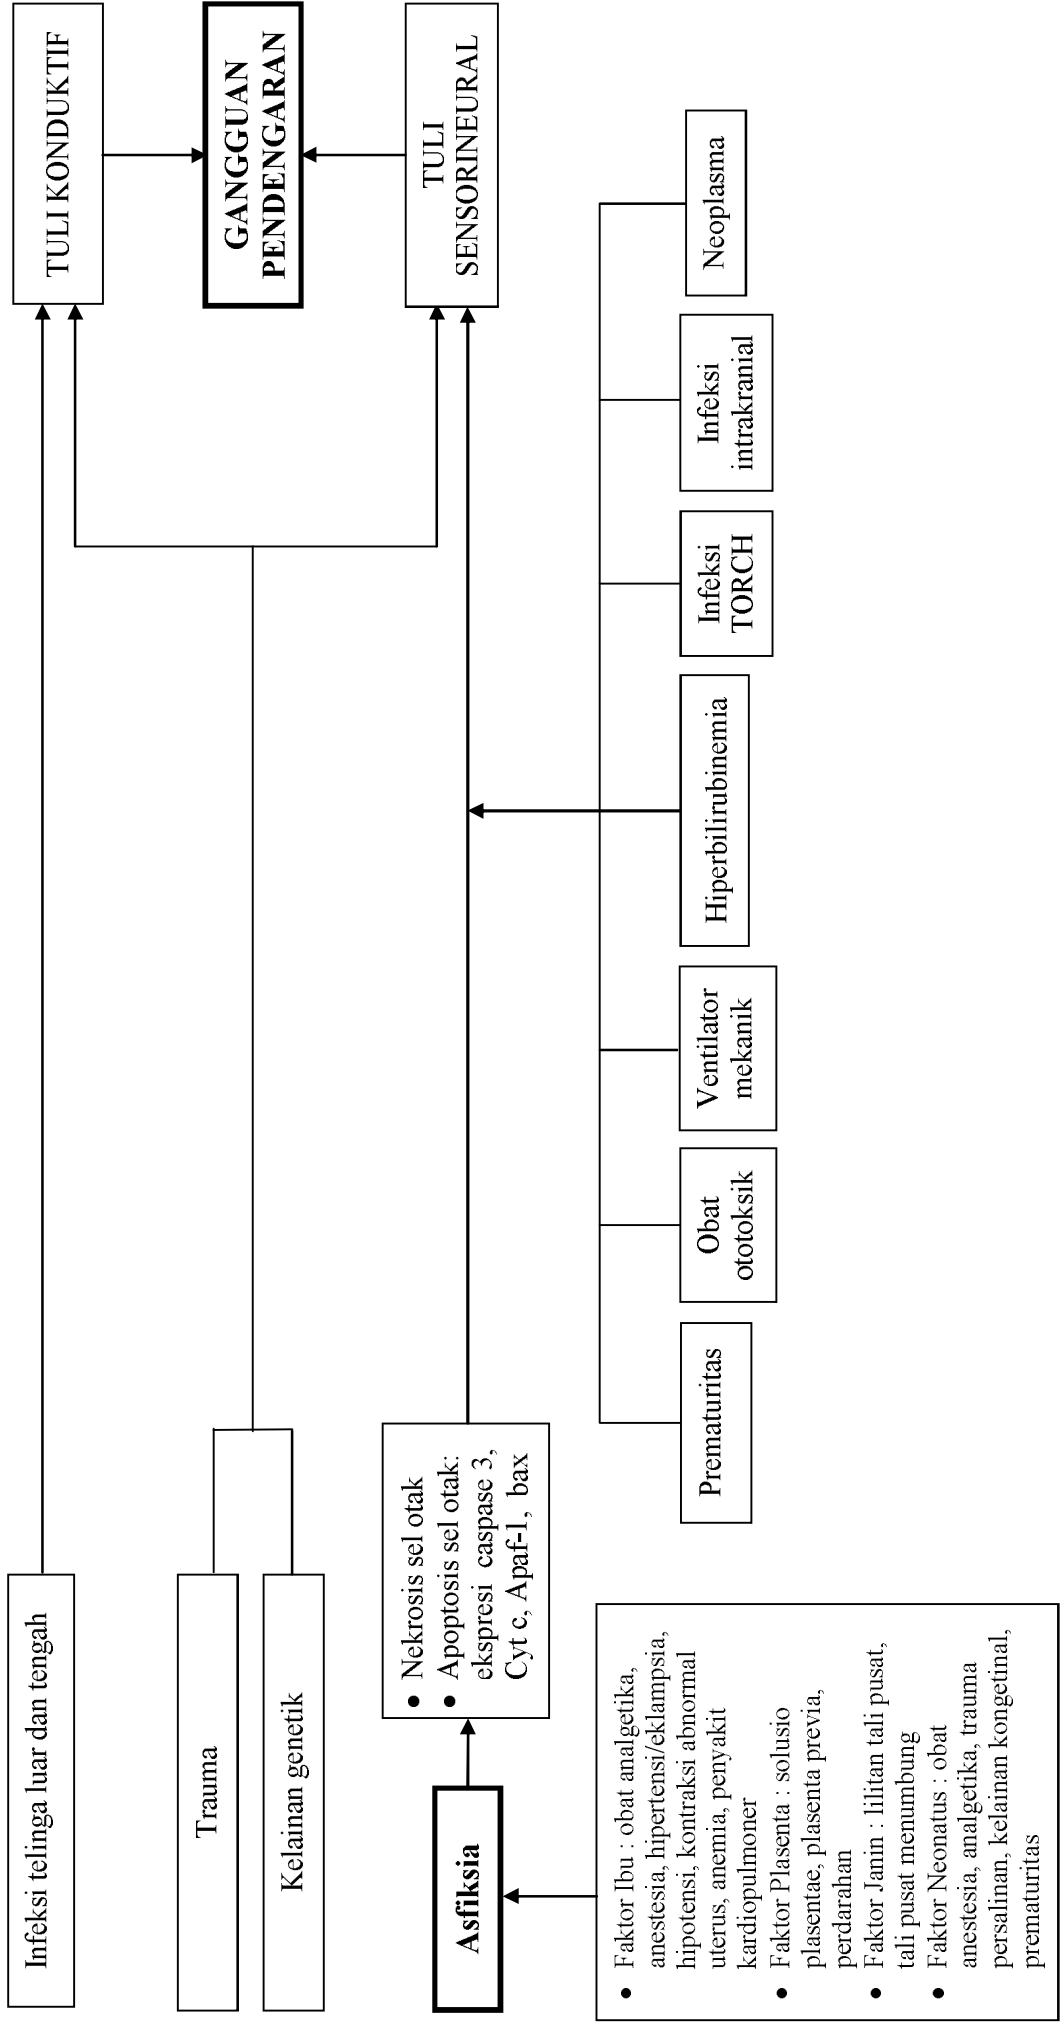 Infeksi telinga luar dan tengah
TULI KONDUKTIF
Trauma
Kelainan genetik
GANGGUAN
PENDENGARAN
Asfiksia
• Nekrosis sel otak
• Apoptosis sel otak:
ekspresi caspase 3,
Cyt c, Apaf-1, bax
TULI
SENSORINEURAL
• Faktor Ibu : obat analgetika,
anestesia, hipertensi/eklampsia,
hipotensi, kontraksi abnormal
uterus, anemia, penyakit
kardiopulmoner
• Faktor Plasenta : solusio
plasentae, plasenta previa,
perdarahan
• Faktor Janin : lilitan tali pusat,
tali pusat menumbung
• Faktor Neonatus : obat
anestesia, analgetika, trauma
persalinan, kelainan kongetinal,
prematuritas
Prematuritas
Obat
ototoksik
Ventilator
mekanik
Hiperbilirubinemia
Infeksi
TORCH
Infeksi
intrakranial
Neoplasma